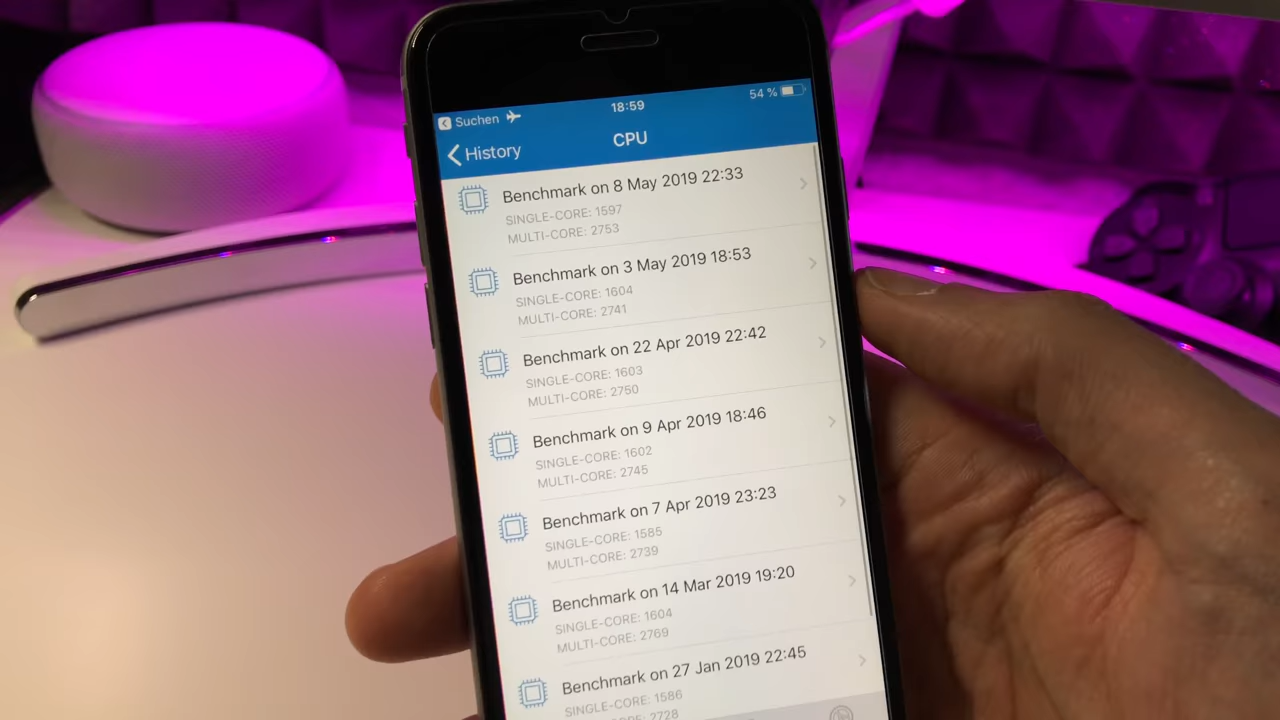 Suchen
18:59
54 %
History
CPU
Benchmark on 8 May 2019 22:33
SINGLE-CORE: 1597
MULTI-CORE: 2753
Benchmark on 3 May 2019 18:53
SINGLE-CORE: 1604
MULTI-CORE: 2741
Benchmark on 22 Apr 2019 22:42
SINGLE-CORE: 1603
MULTI-CORE: 2750
Benchmark on 9 Apr 2019 18:46
SINGLE-CORE: 1602
MULTI-CORE: 2745
Benchmark on 7 Apr 2019 23:23
SINGLE-CORE: 1585
MULTI-CORE: 2739
Benchmark on 14 Mar 2019 19:20
SINGLE-CORE: 1604
MULTI-CORE: 2769
Benchmark on 27 Jan 2019 22:45
SINGLE-CORE: 1586
MULTI-CORE: 2728